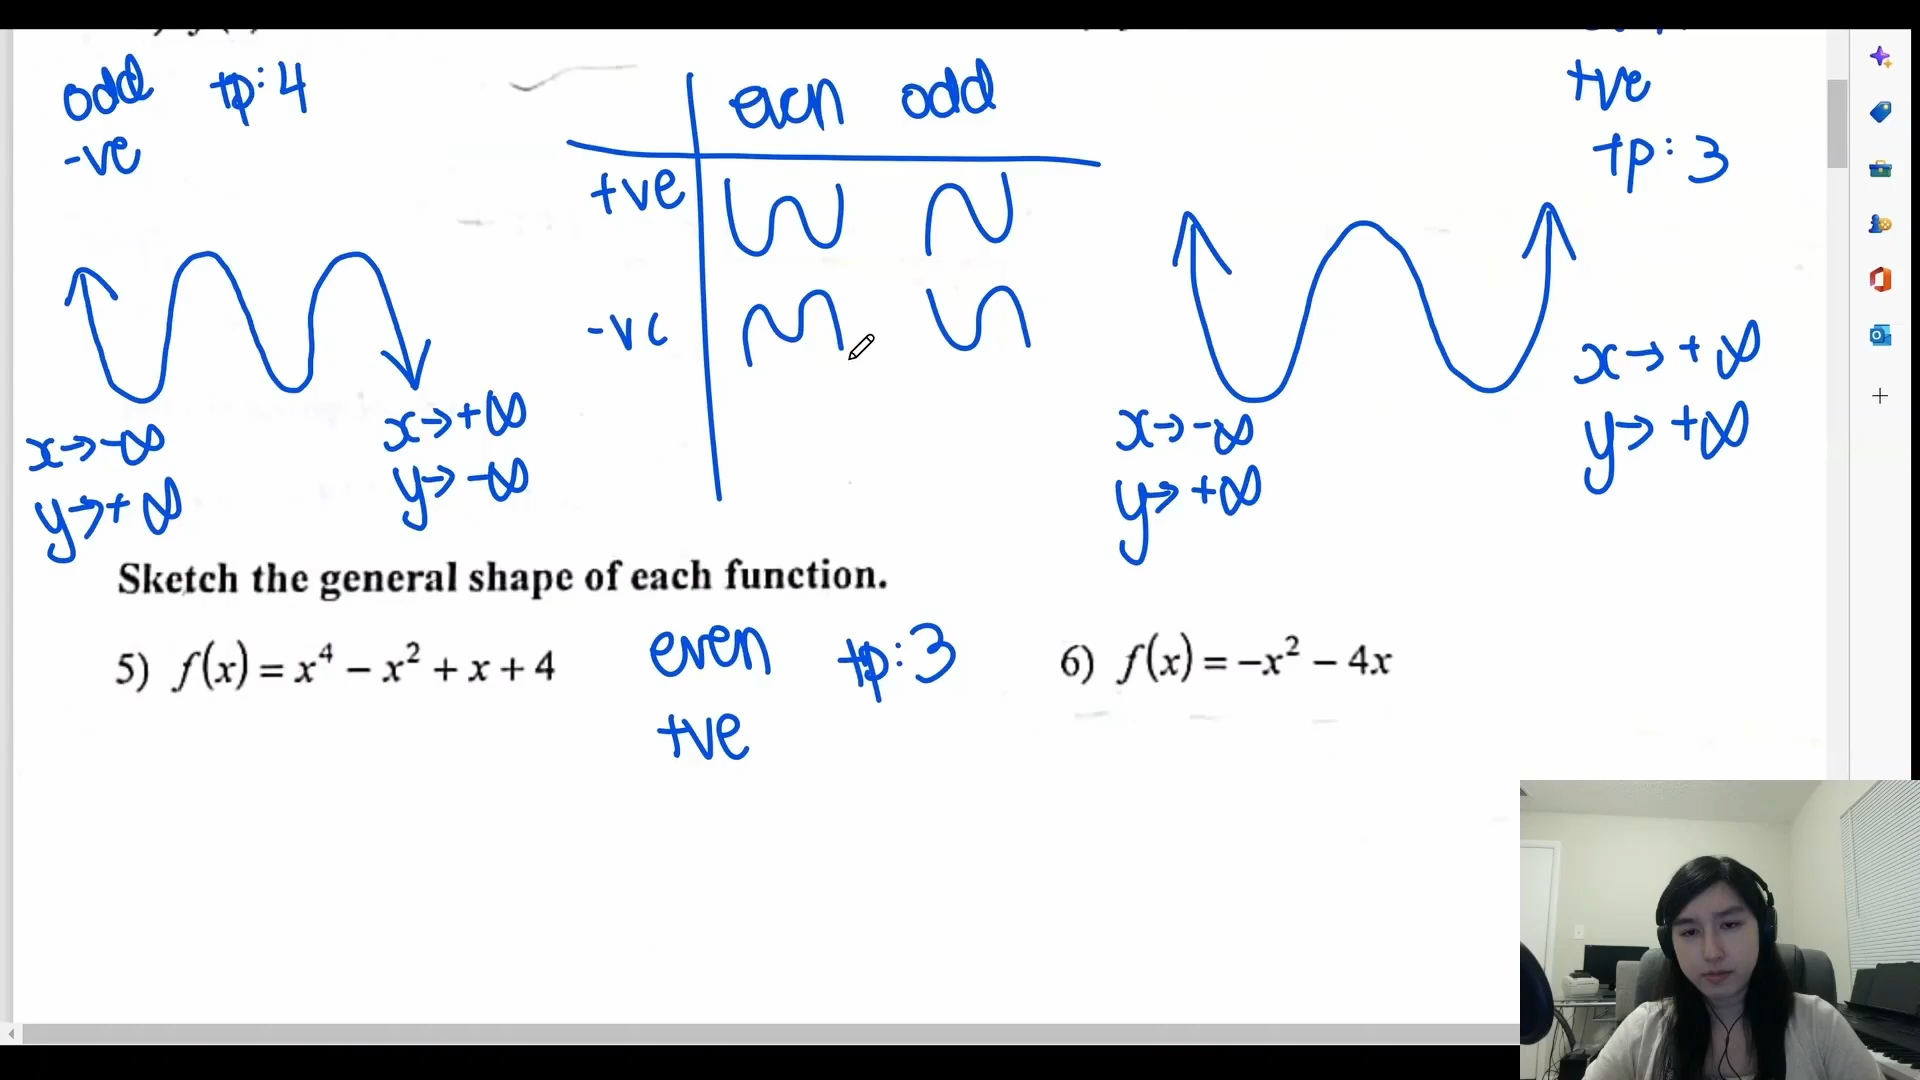 odd tp: 4
-ve
even odd
+ve
-ve
+ve
tp: 3
x→-∞
y→+∞
x→+∞
y→-∞
x→-∞
y→+∞
x→+∞
y→+∞
Sketch the general shape of each function.
5) f(x) = x⁴ − x² + x + 4
even tp: 3
+ve
6) f(x) = −x² − 4x